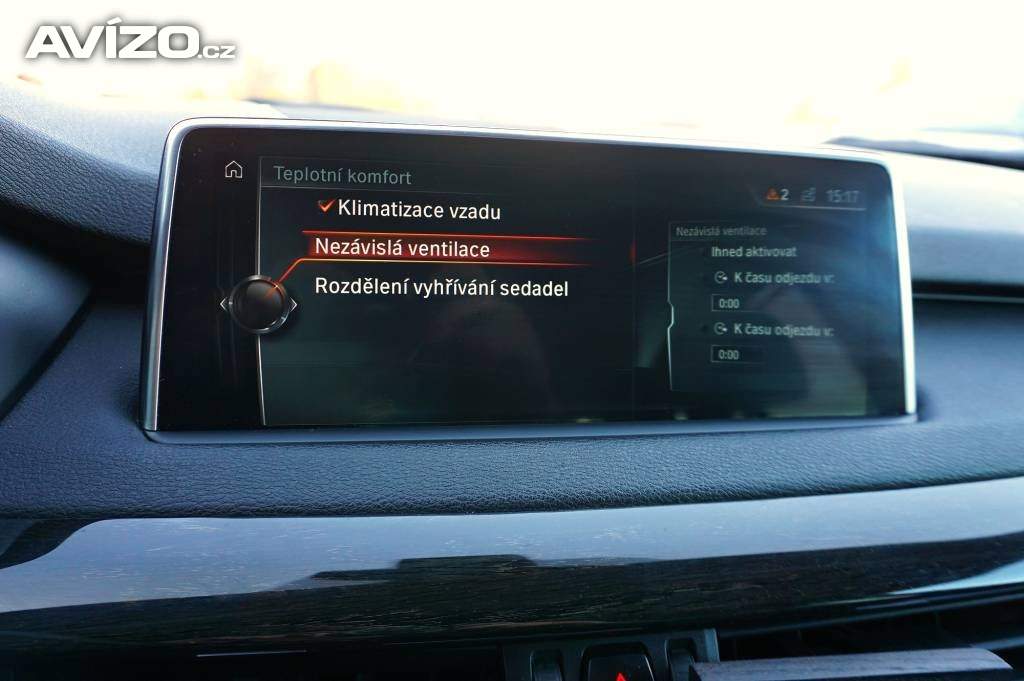 AVÍZO.cz
Teplotní komfort
2 15:17
Klimatizace vzadu
Nezávislá ventilace
Rozdělení vyhřívání sedadel
Nezávislá ventilace
Ihned aktivovat
K času odjezdu v:
0:00
K času odjezdu v:
0:00